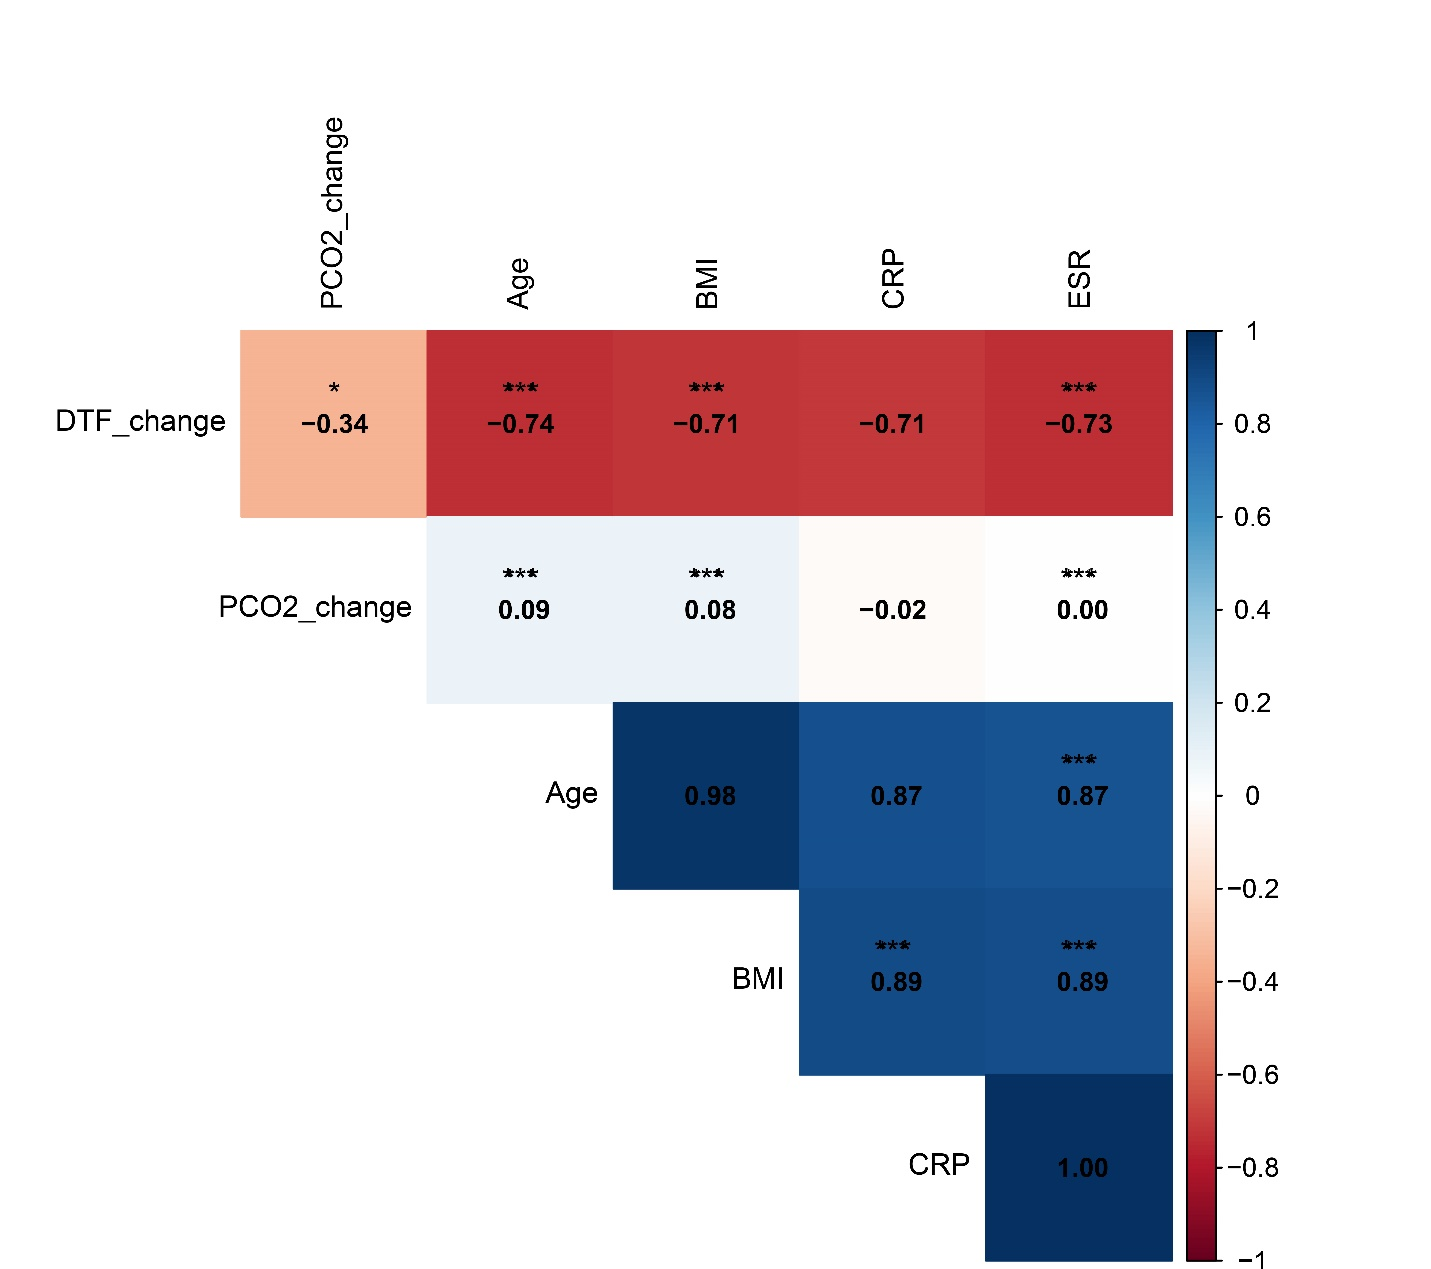 PCO2_change
Age
BMI
CRP
ESR
* *** *** ***
DTF_change −0.34 −0.74 −0.71 −0.71 −0.73
*** *** ***
PCO2_change 0.09 0.08 −0.02 0.00
***
Age 0.98 0.87 0.87
*** ***
BMI 0.89 0.89
CRP 1.00
1
0.8
0.6
0.4
0.2
0
−0.2
−0.4
−0.6
−0.8
−1